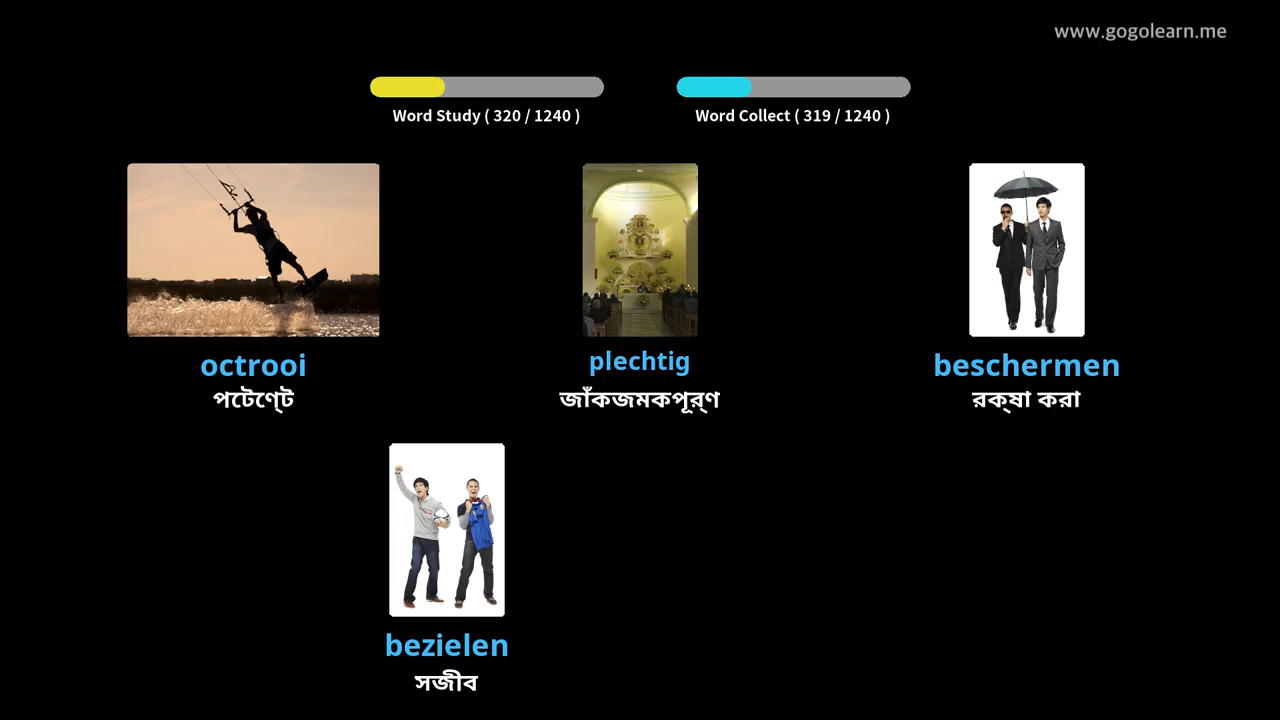 www.gogolearn.me
Word Study ( 320 / 1240 )
Word Collect ( 319 / 1240 )
octrooi
পেটেণ্ট
plechtig
জাঁকজমকপূর্ণ
beschermen
রক্ষা করা
bezielen
সজীব